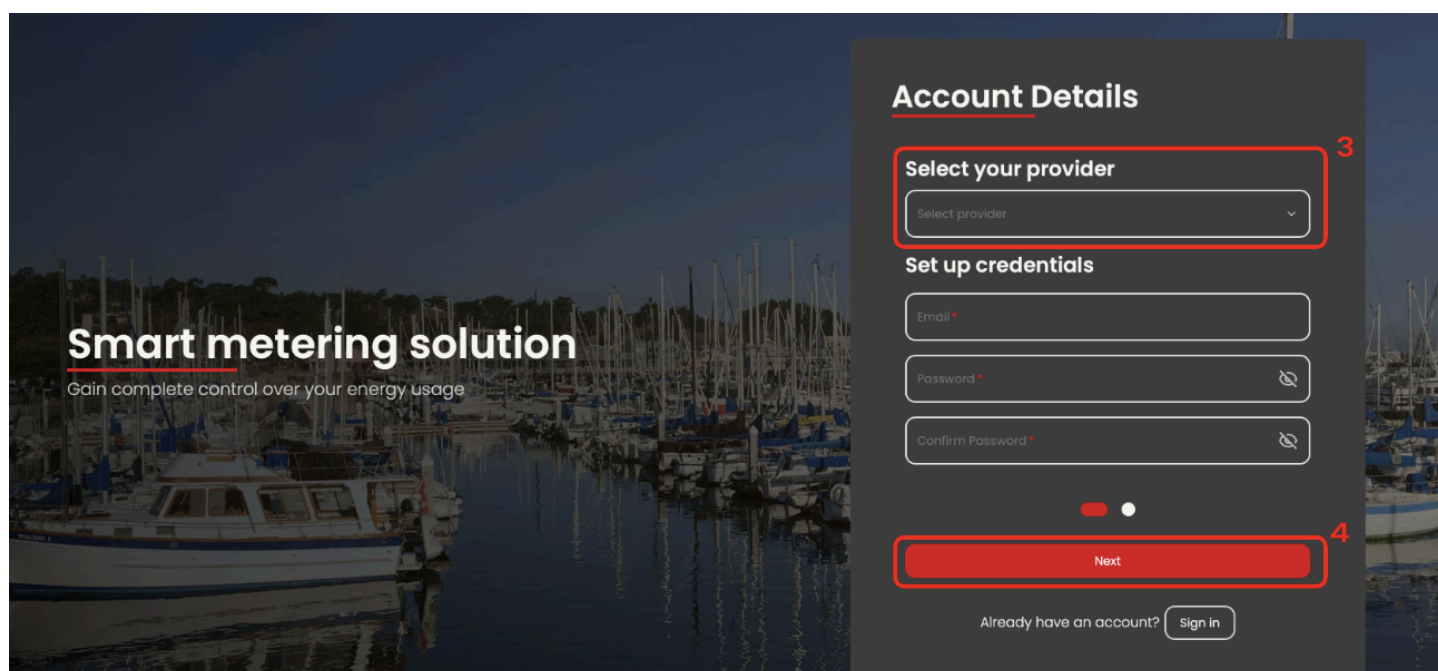 Account Details
3
Select your provider
Select provider
Set up credentials
Email *
Smart metering solution
Gain complete control over your energy usage
Password *
Confirm Password *
4
Next
Already have an account? Sign in